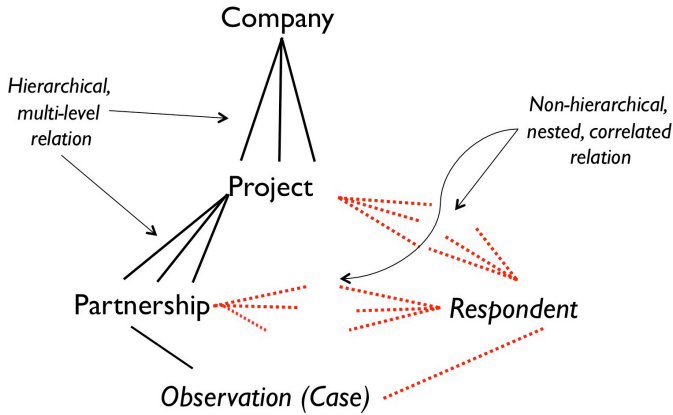 Company
Hierarchical,
multi-level
relation
Non-hierarchical,
nested, correlated
relation
Project
Partnership
Respondent
Observation (Case)